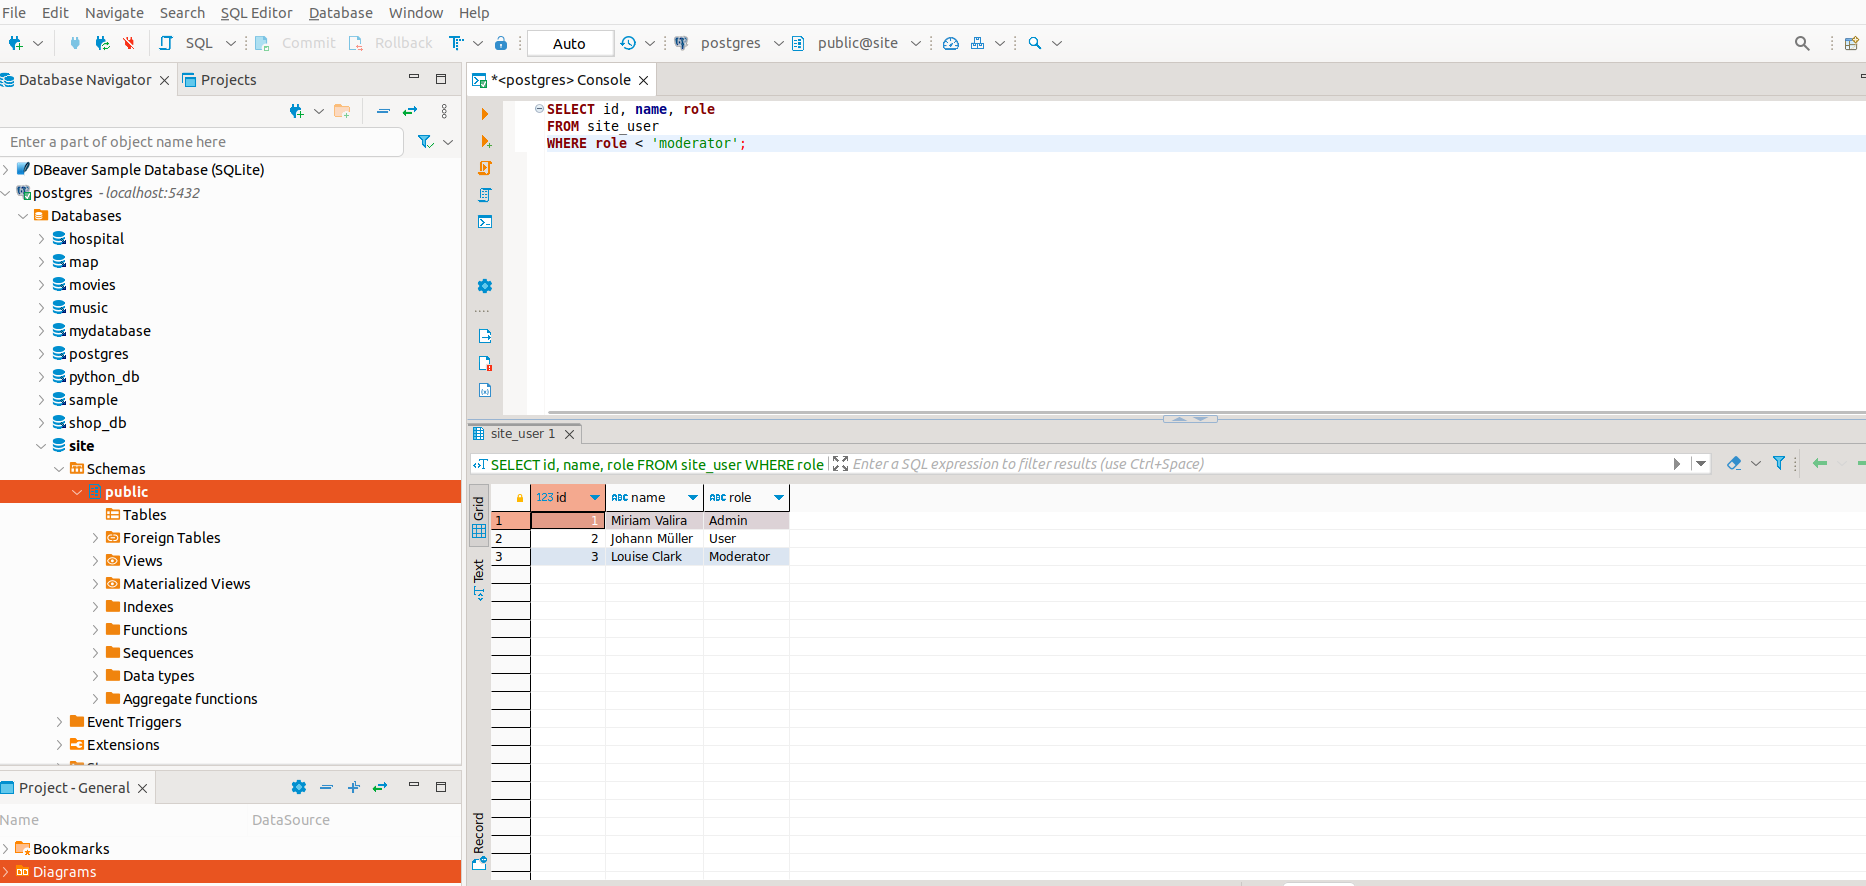 File Edit Navigate Search SQL Editor Database Window Help
SQL Commit Rollback Auto postgres public@site
Database Navigator Projects
Enter a part of object name here
DBeaver Sample Database (SQLite)
postgres - localhost:5432
Databases
hospital
map
movies
music
mydatabase
postgres
python_db
sample
shop_db
site
Schemas
public
Tables
Foreign Tables
Views
Materialized Views
Indexes
Functions
Sequences
Data types
Aggregate functions
Event Triggers
Extensions
Project - General
Name DataSource
Bookmarks
Diagrams
*<postgres> Console
SELECT id, name, role
FROM site_user
WHERE role < 'moderator';
site_user 1
SELECT id, name, role FROM site_user WHERE role Enter a SQL expression to filter results (use Ctrl+Space)
Grid
Text
Record
123 id ABC name ABC role
1 1 Miriam Valira Admin
2 2 Johann Müller User
3 3 Louise Clark Moderator